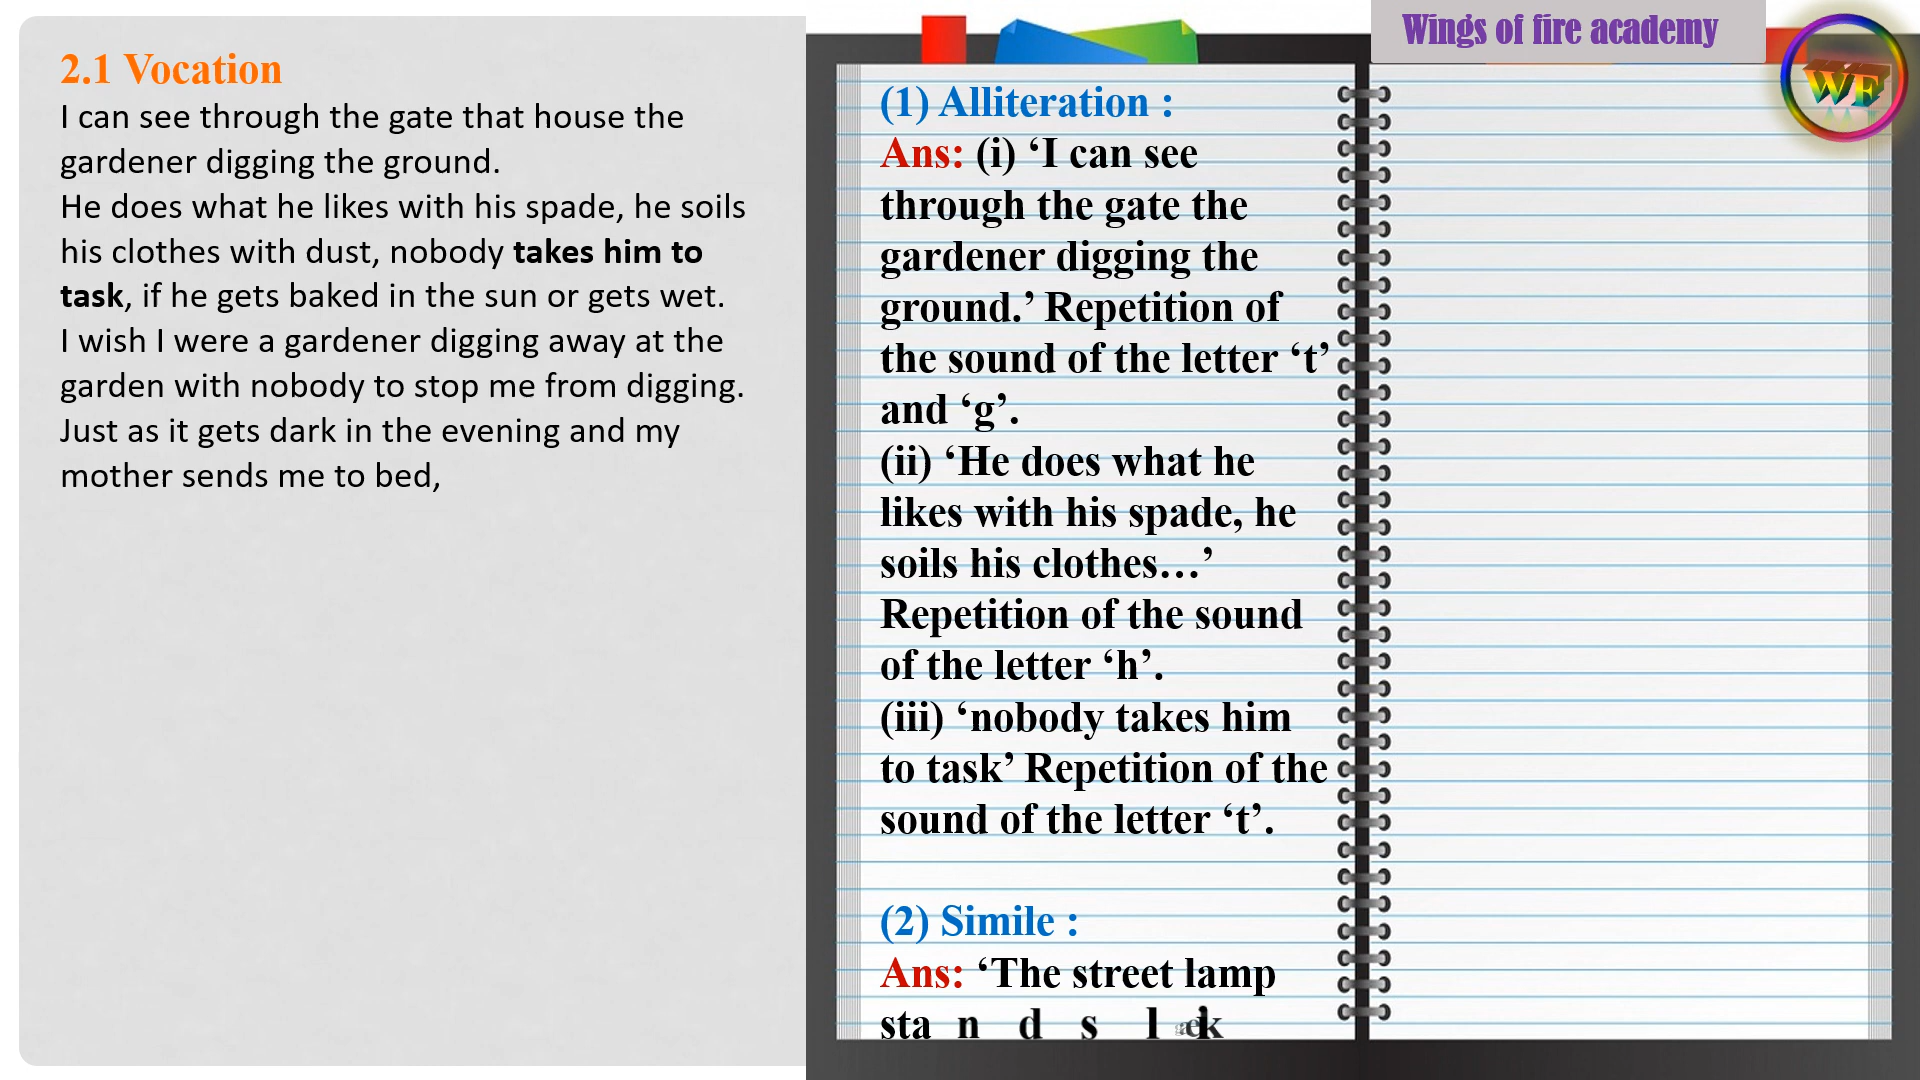 2.1 Vocation
I can see through the gate that house the
gardener digging the ground.
He does what he likes with his spade, he soils
his clothes with dust, nobody takes him to
task, if he gets baked in the sun or gets wet.
I wish I were a gardener digging away at the
garden with nobody to stop me from digging.
Just as it gets dark in the evening and my
mother sends me to bed,
Wings of fire academy
WF
(1) Alliteration :
Ans: (i) ‘I can see
through the gate the
gardener digging the
ground.’ Repetition of
the sound of the letter ‘t’
and ‘g’.
(ii) ‘He does what he
likes with his spade, he
soils his clothes…’
Repetition of the sound
of the letter ‘h’.
(iii) ‘nobody takes him
to task’ Repetition of the
sound of the letter ‘t’.
(2) Simile :
Ans: ‘The street lamp
sta n d s l